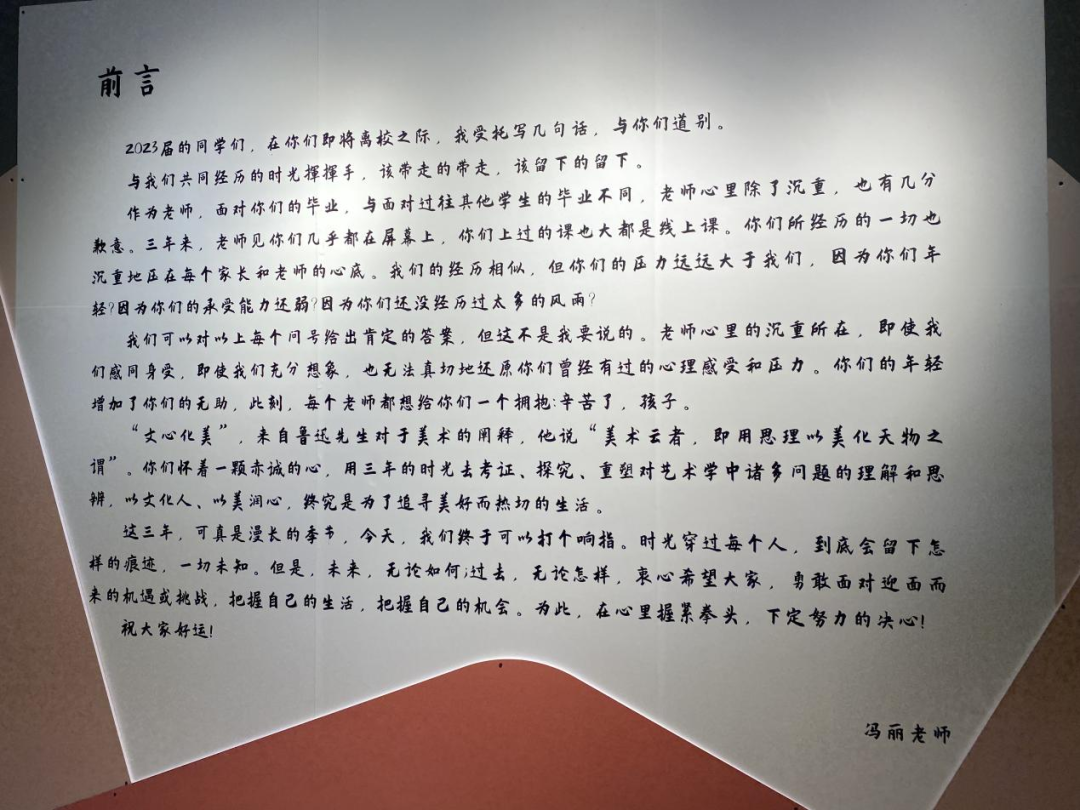 前言
2023届的同学们，在你们即将离校之际，我受托写几句话，与你们道别。
与我们共同经历的时光挥挥手，该带走的带走，该留下的留下。
作为老师，面对你们的毕业，与面对过往其他学生的毕业不同，老师心里除了沉重，也有几分
歉意。三年来，老师见你们几乎都在屏幕上，你们上过的课也大都是线上课。你们所经历的一切也
沉重地压在每个家长和老师的心底。我们的经历相似，但你们的压力远远大于我们，因为你们年
轻?因为你们的承受能力还弱?因为你们还没经历过太多的风雨?
我们可以对以上每个问号给出肯定的答案，但这不是我要说的。老师心里的沉重所在，即使我
们感同身受，即使我们充分想象，也无法真切地还原你们曾经有过的心理感受和压力。你们的年轻
增加了你们的无助，此刻，每个老师都想给你们一个拥抱:辛苦了，孩子。
“文心化美”，来自鲁迅先生对于美术的阐释，他说“美术云者，即用思理以美化天物之
谓”。你们怀着一颗赤诚的心，用三年的时光去考证、探究、重塑对艺术学中诸多问题的理解和思
辨，以文化人、以美润心，终究是为了追寻美好而热切的生活。
这三年，可真是漫长的季节，今天，我们终于可以打个响指。时光穿过每个人，到底会留下怎
样的痕迹，一切未知。但是，未来，无论如何;过去，无论怎样，衷心希望大家，勇敢面对迎面而
来的机遇或挑战，把握自己的生活，把握自己的机会。为此，在心里握紧拳头，下定努力的决心!
祝大家好运!
冯丽老师